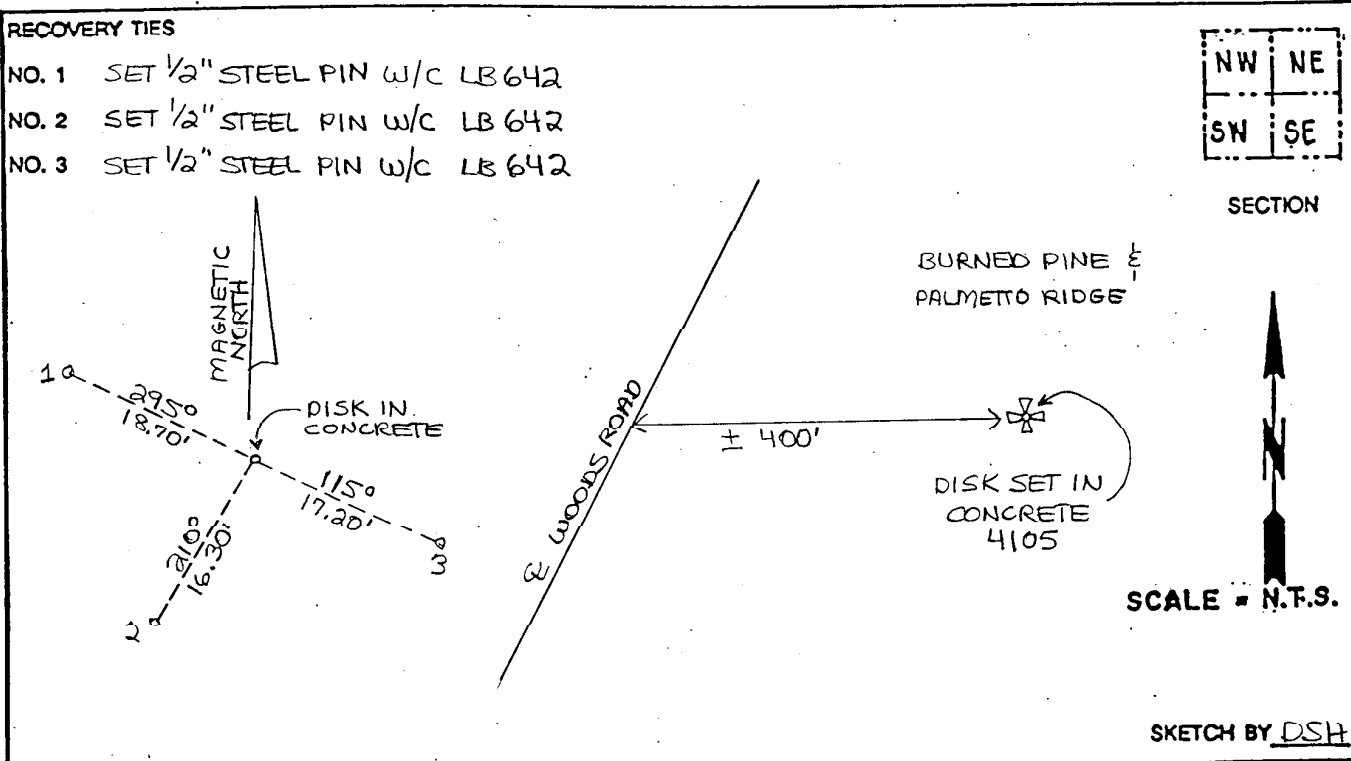 RECOVERY TIES
NO. 1 SET 1/2" STEEL PIN W/C LB 642
NO. 2 SET 1/2" STEEL PIN W/C LB 642
NO. 3 SET 1/2" STEEL PIN W/C LB 642
NW NE
SW SE
SECTION
MAGNETIC
NORTH
1
295°
18.70'
DISK IN
CONCRETE
115°
17.20'
3
210°
16.30'
2
℄ WOODS ROAD
± 400'
BURNED PINE &
PALMETTO RIDGE
DISK SET IN
CONCRETE
4105
N
SCALE = N.T.S.
SKETCH BY DSH